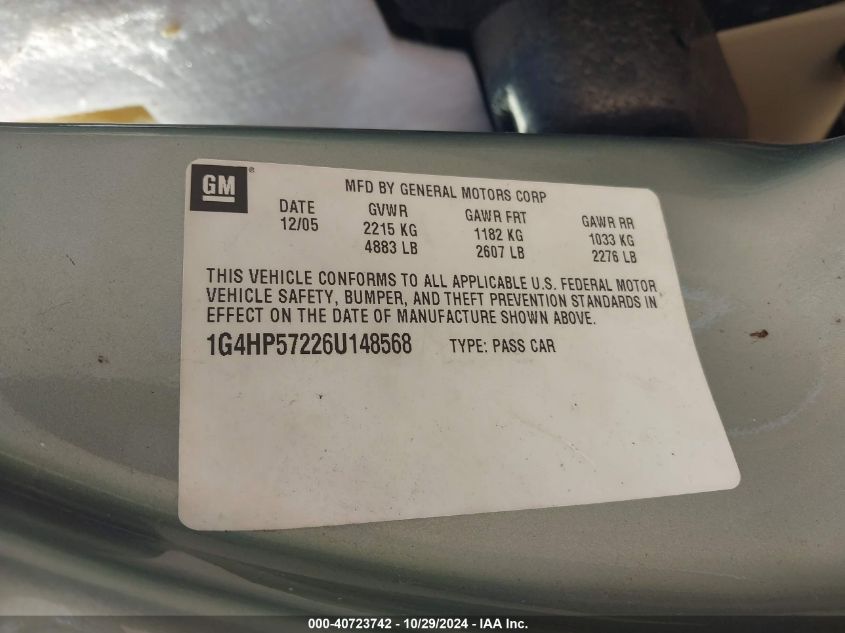 GM ®
MFD BY GENERAL MOTORS CORP
DATE GVWR GAWR FRT GAWR RR
12/05 2215 KG 1182 KG 1033 KG
4883 LB 2607 LB 2276 LB
THIS VEHICLE CONFORMS TO ALL APPLICABLE U.S. FEDERAL MOTOR
VEHICLE SAFETY, BUMPER, AND THEFT PREVENTION STANDARDS IN
EFFECT ON THE DATE OF MANUFACTURE SHOWN ABOVE.
1G4HP57226U148568 TYPE: PASS CAR
000-40723742 - 10/29/2024 - IAA Inc.